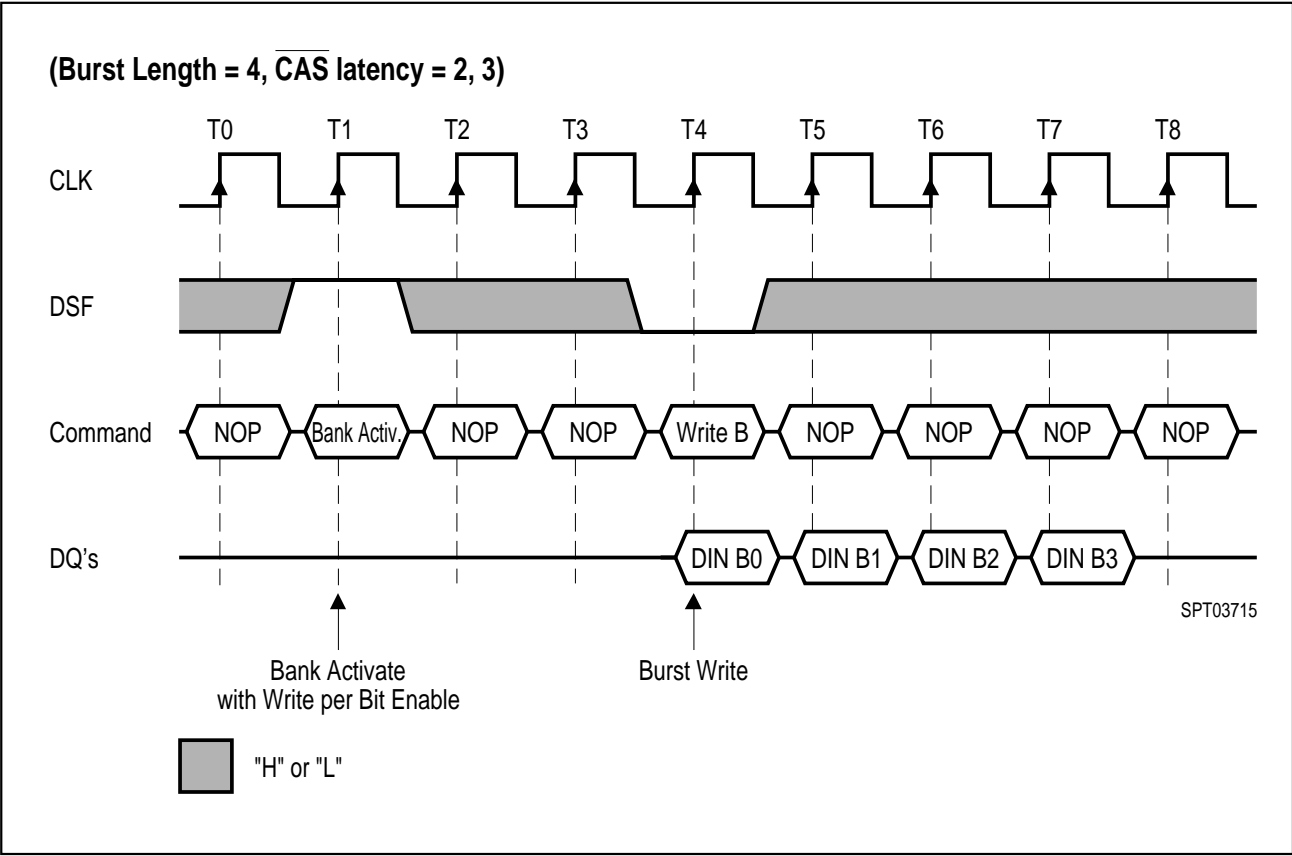 (Burst Length = 4, CAS latency = 2, 3)
T0 T1 T2 T3 T4 T5 T6 T7 T8
CLK
DSF
Command NOP Bank Activ. NOP NOP Write B NOP NOP NOP NOP
DQ's DIN B0 DIN B1 DIN B2 DIN B3
SPT03715
Bank Activate
with Write per Bit Enable
Burst Write
"H" or "L"